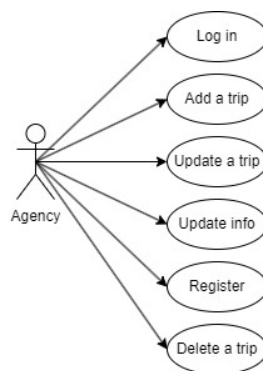 Log in
Add a trip
Update a trip
Agency
Update info
Register
Delete a trip